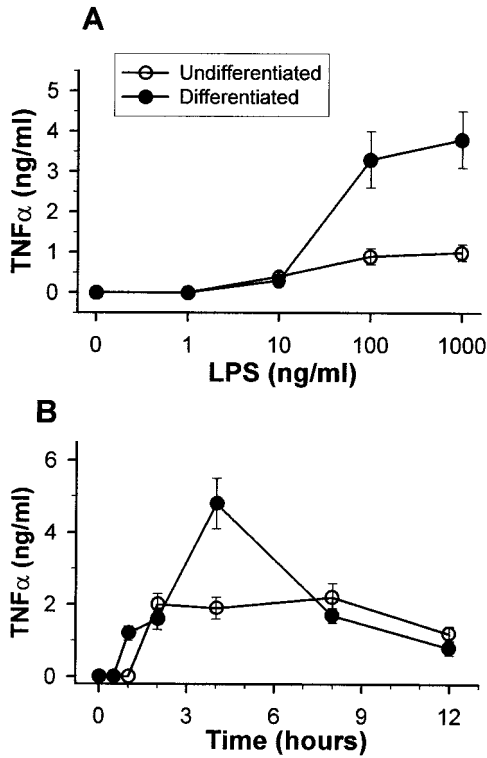 A
Undifferentiated
Differentiated
TNFα (ng/ml)
5
4
3
2
1
0
0 1 10 100 1000
LPS (ng/ml)
B
TNFα (ng/ml)
6
4
2
0
0 3 6 9 12
Time (hours)